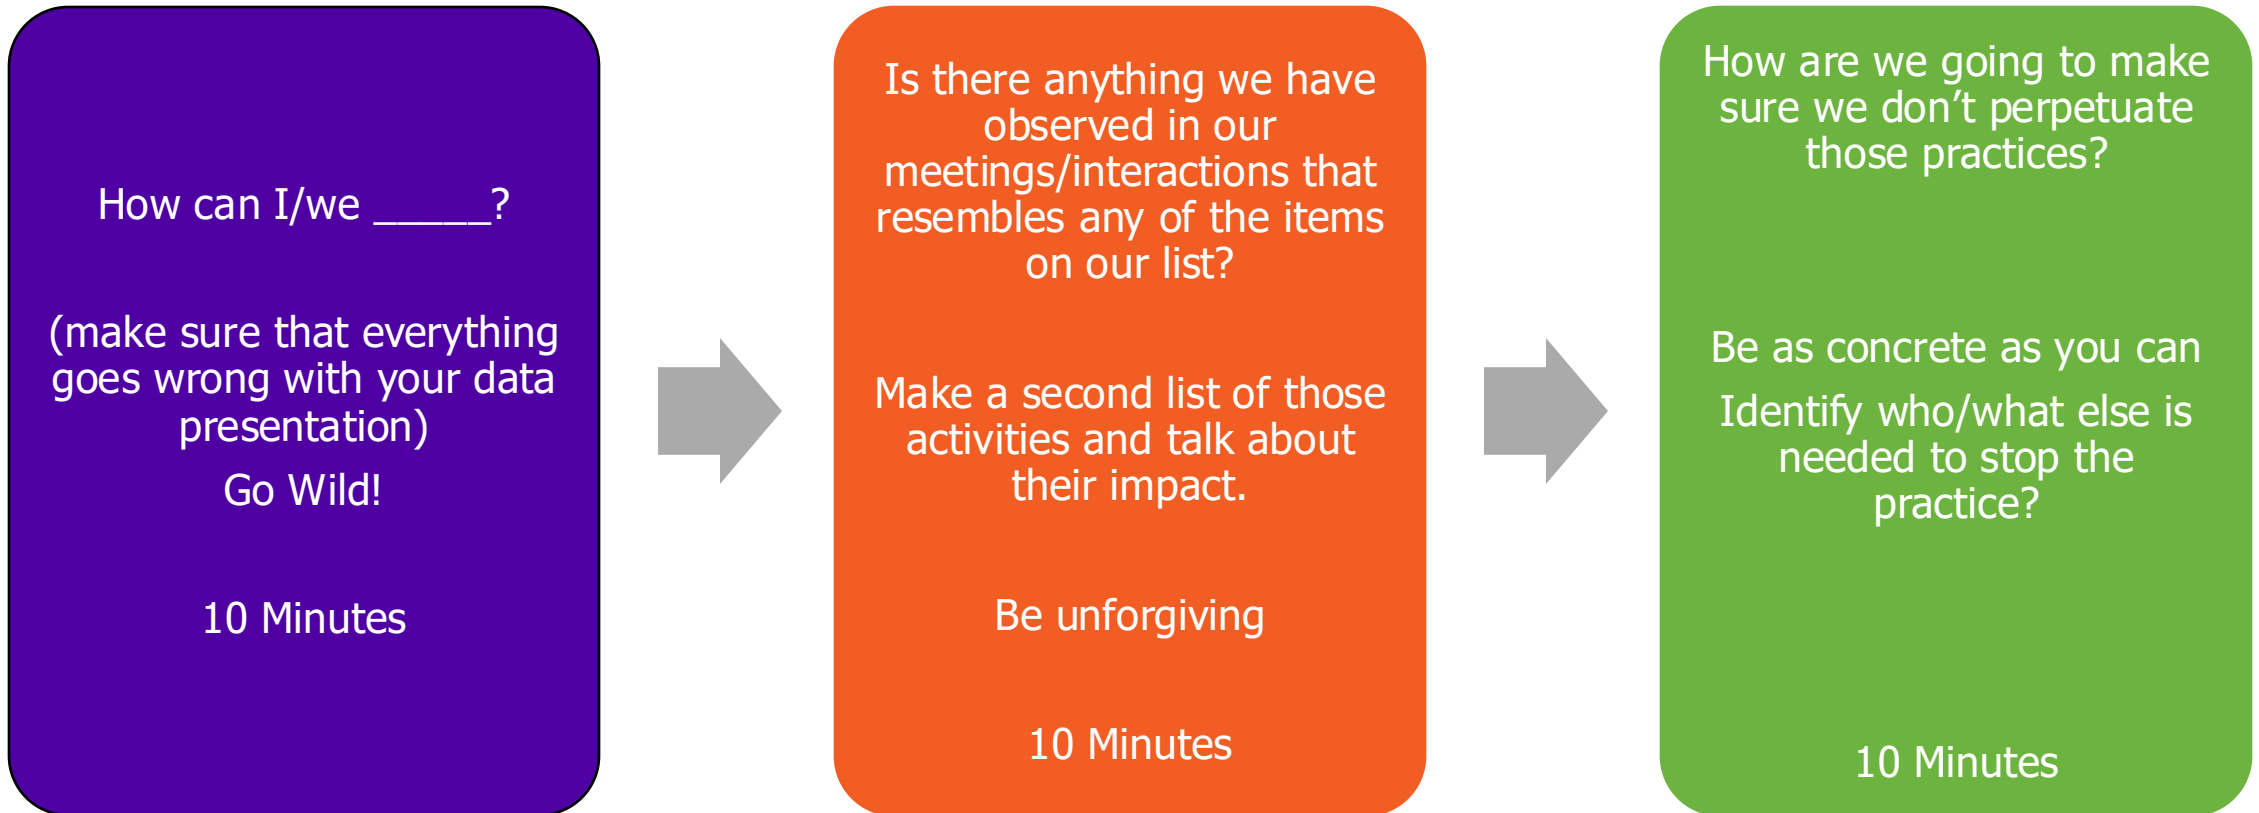 How can I/we _____?
(make sure that everything
goes wrong with your data
presentation)
Go Wild!
10 Minutes
Is there anything we have
observed in our
meetings/interactions that
resembles any of the items
on our list?
Make a second list of those
activities and talk about
their impact.
Be unforgiving
10 Minutes
How are we going to make
sure we don’t perpetuate
those practices?
Be as concrete as you can
Identify who/what else is
needed to stop the
practice?
10 Minutes